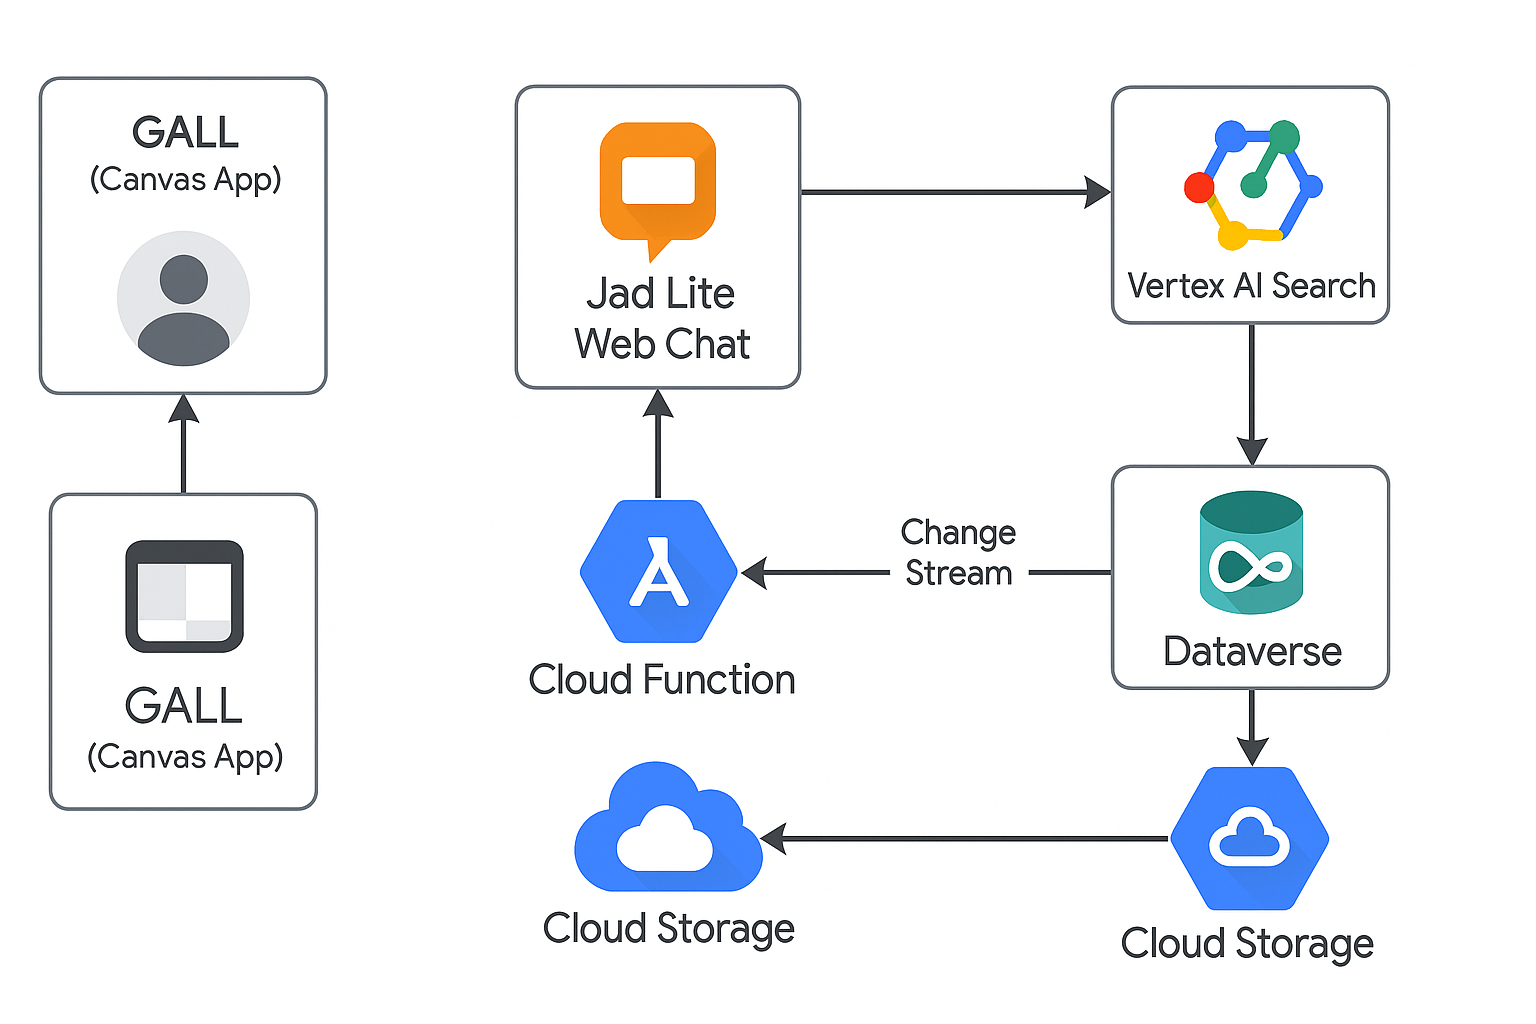 GALL
(Canvas App)
Jad Lite
Web Chat
Vertex AI Search
GALL
(Canvas App)
Cloud Function
Change
Stream
Dataverse
Cloud Storage
Cloud Storage